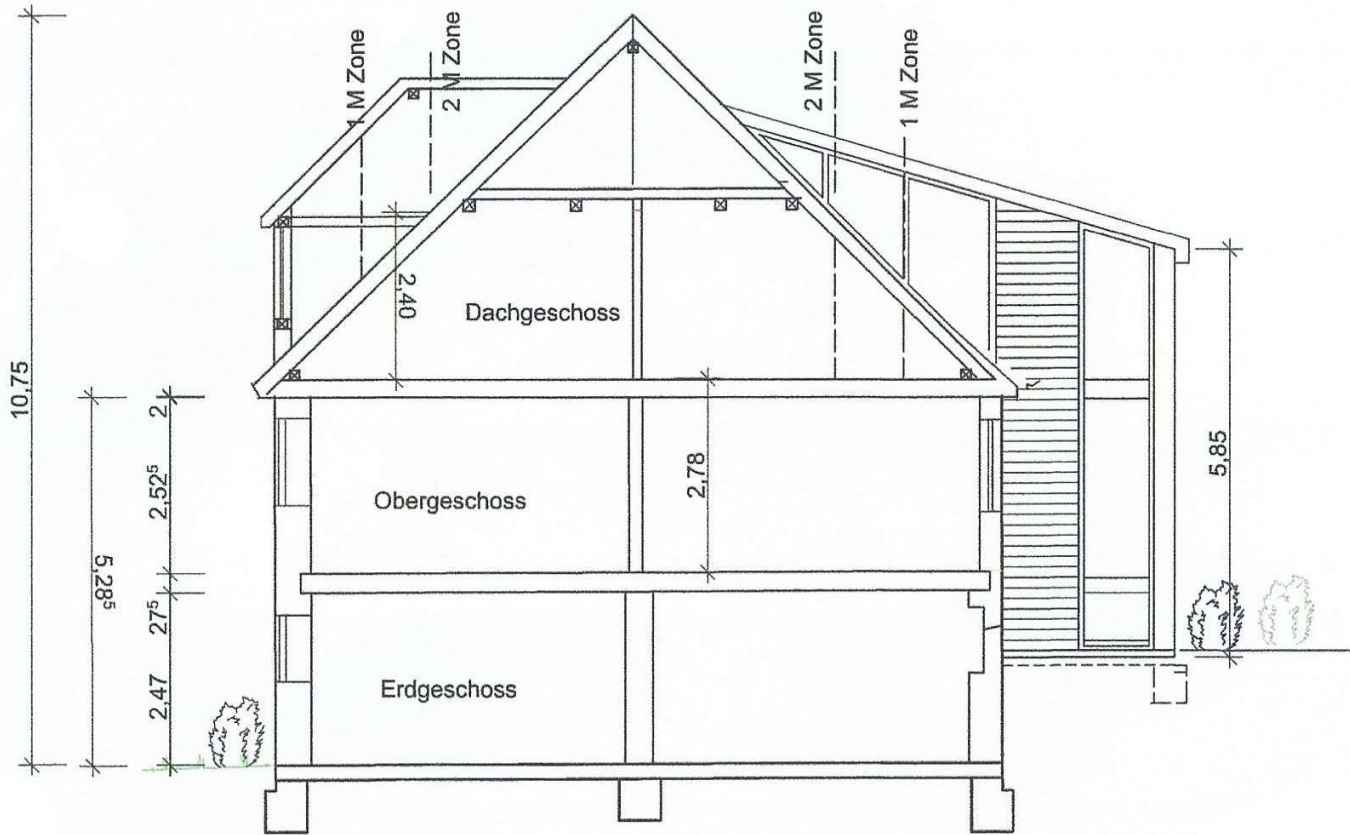 1 M Zone
2 M Zone
2 M Zone
1 M Zone
10,75
2,40
Dachgeschoss
5,85
2
2,52⁵
2,78
Obergeschoss
5,28⁵
27⁵
2,47
Erdgeschoss